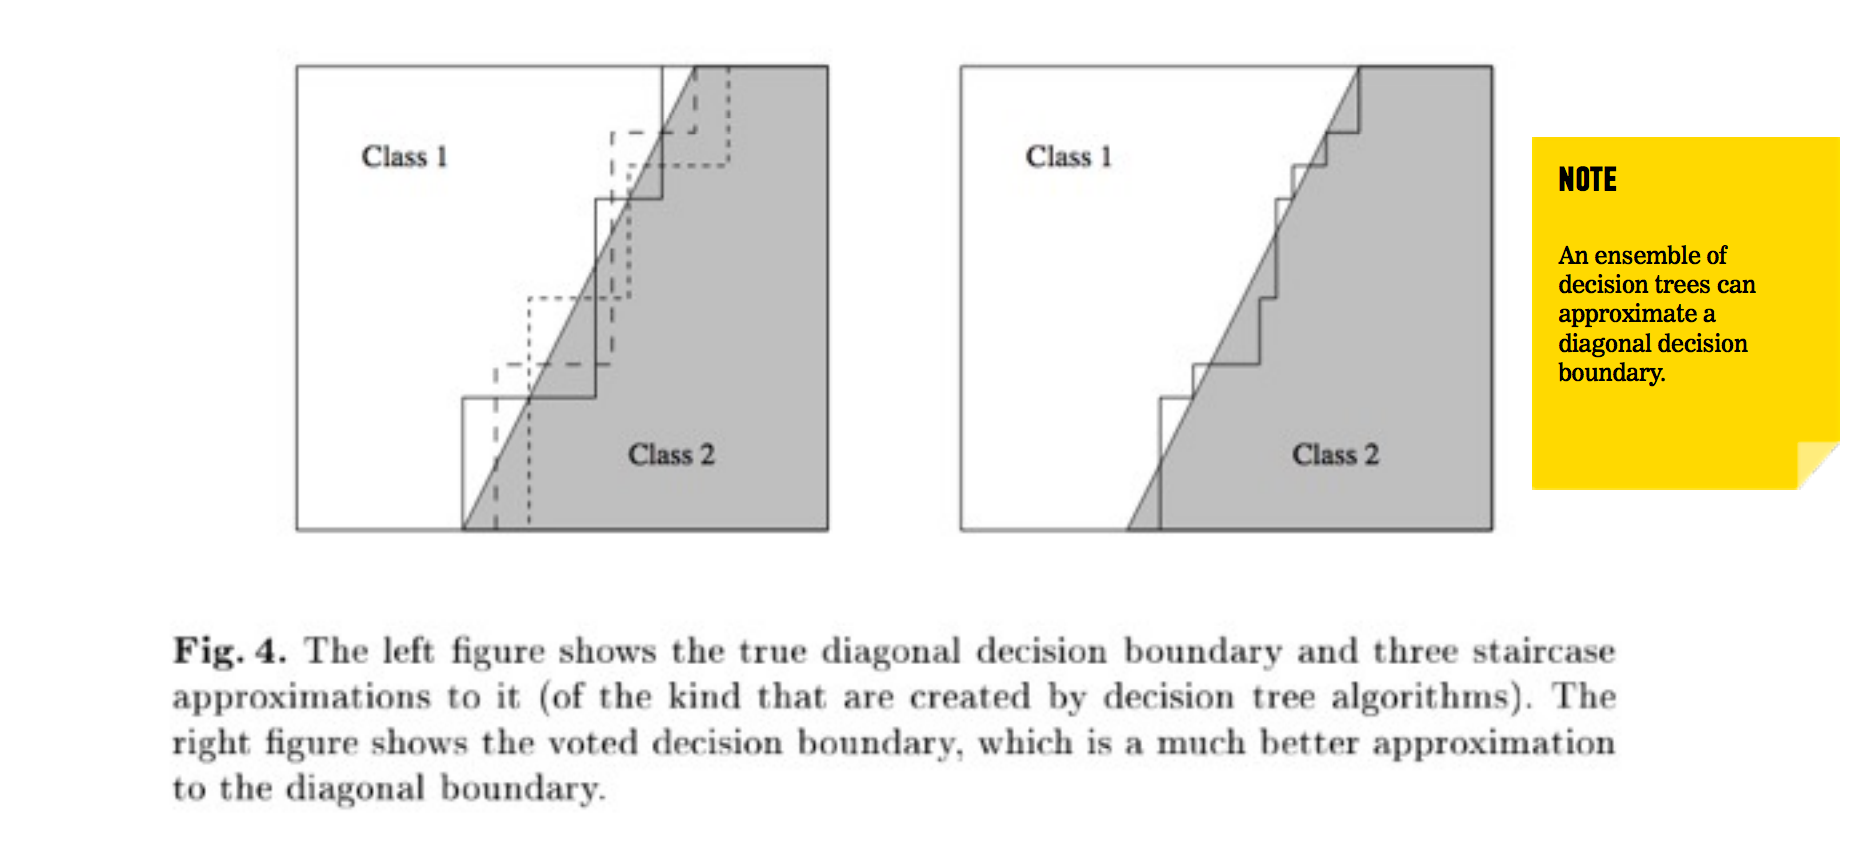 Class 1
Class 2
Class 1
Class 2
NOTE
An ensemble of
decision trees can
approximate a
diagonal decision
boundary.
Fig. 4. The left figure shows the true diagonal decision boundary and three staircase
approximations to it (of the kind that are created by decision tree algorithms). The
right figure shows the voted decision boundary, which is a much better approximation
to the diagonal boundary.